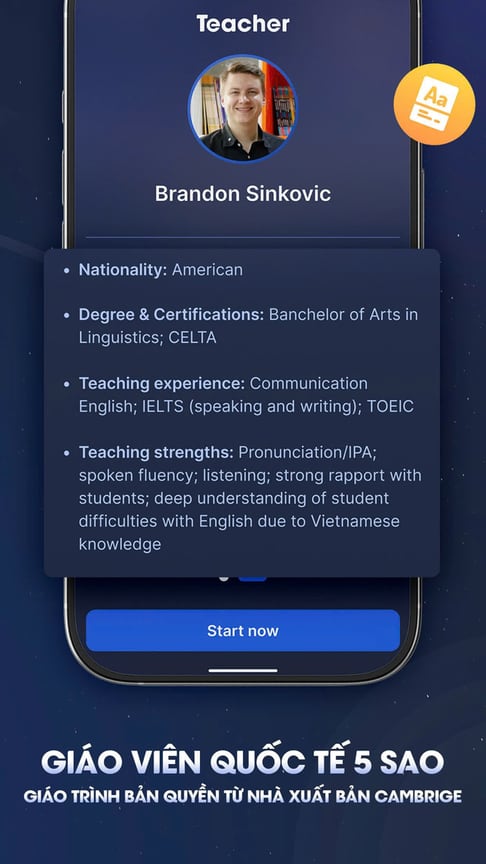 Teacher
Aa
Brandon Sinkovic
• Nationality: American
• Degree & Certifications: Banchelor of Arts in
Linguistics; CELTA
• Teaching experience: Communication
English; IELTS (speaking and writing); TOEIC
• Teaching strengths: Pronunciation/IPA;
spoken fluency; listening; strong rapport with
students; deep understanding of student
difficulties with English due to Vietnamese
knowledge
Start now
GIÁO VIÊN QUỐC TẾ 5 SAO
GIÁO TRÌNH BẢN QUYỀN TỪ NHÀ XUẤT BẢN CAMBRIGE